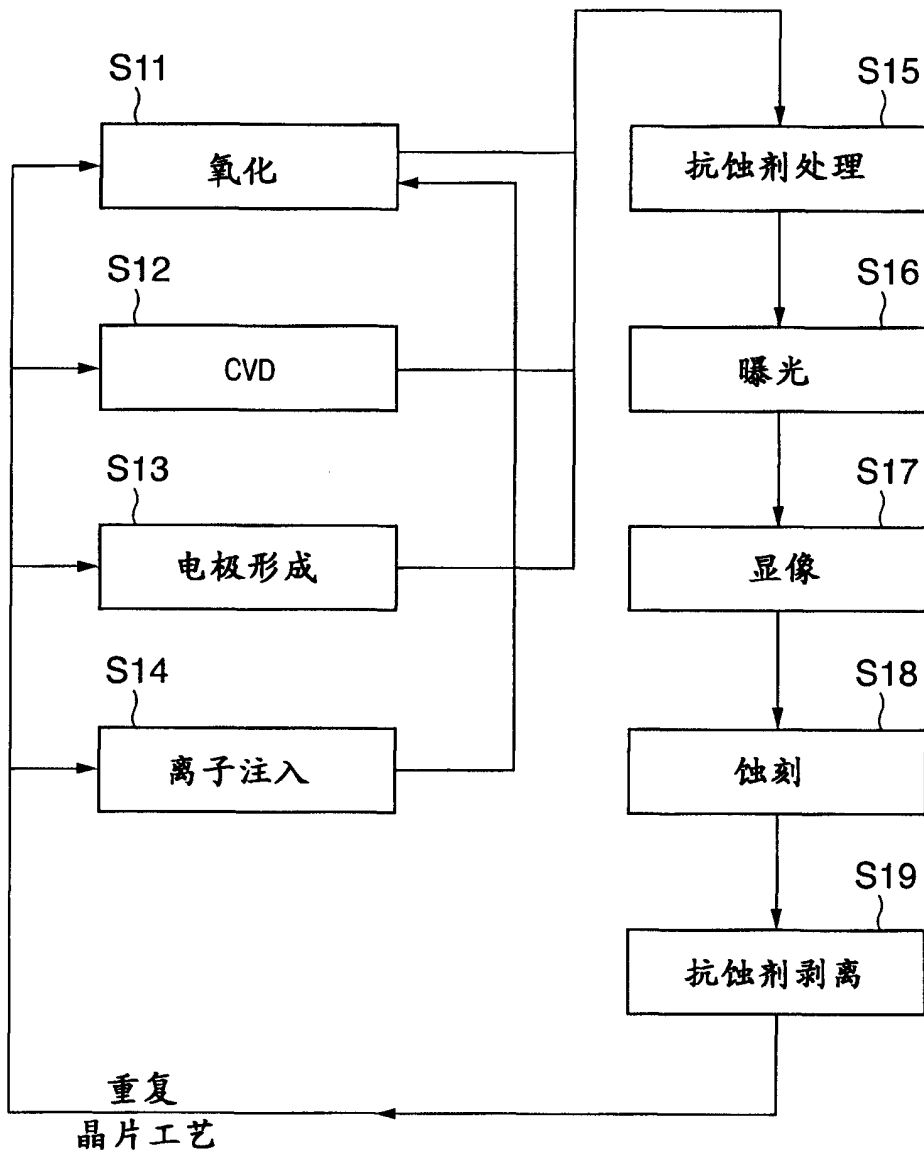 S11
氧化
S12
CVD
S13
电极形成
S14
离子注入
S15
抗蚀剂处理
S16
曝光
S17
显像
S18
蚀刻
S19
抗蚀剂剥离
重复
晶片工艺